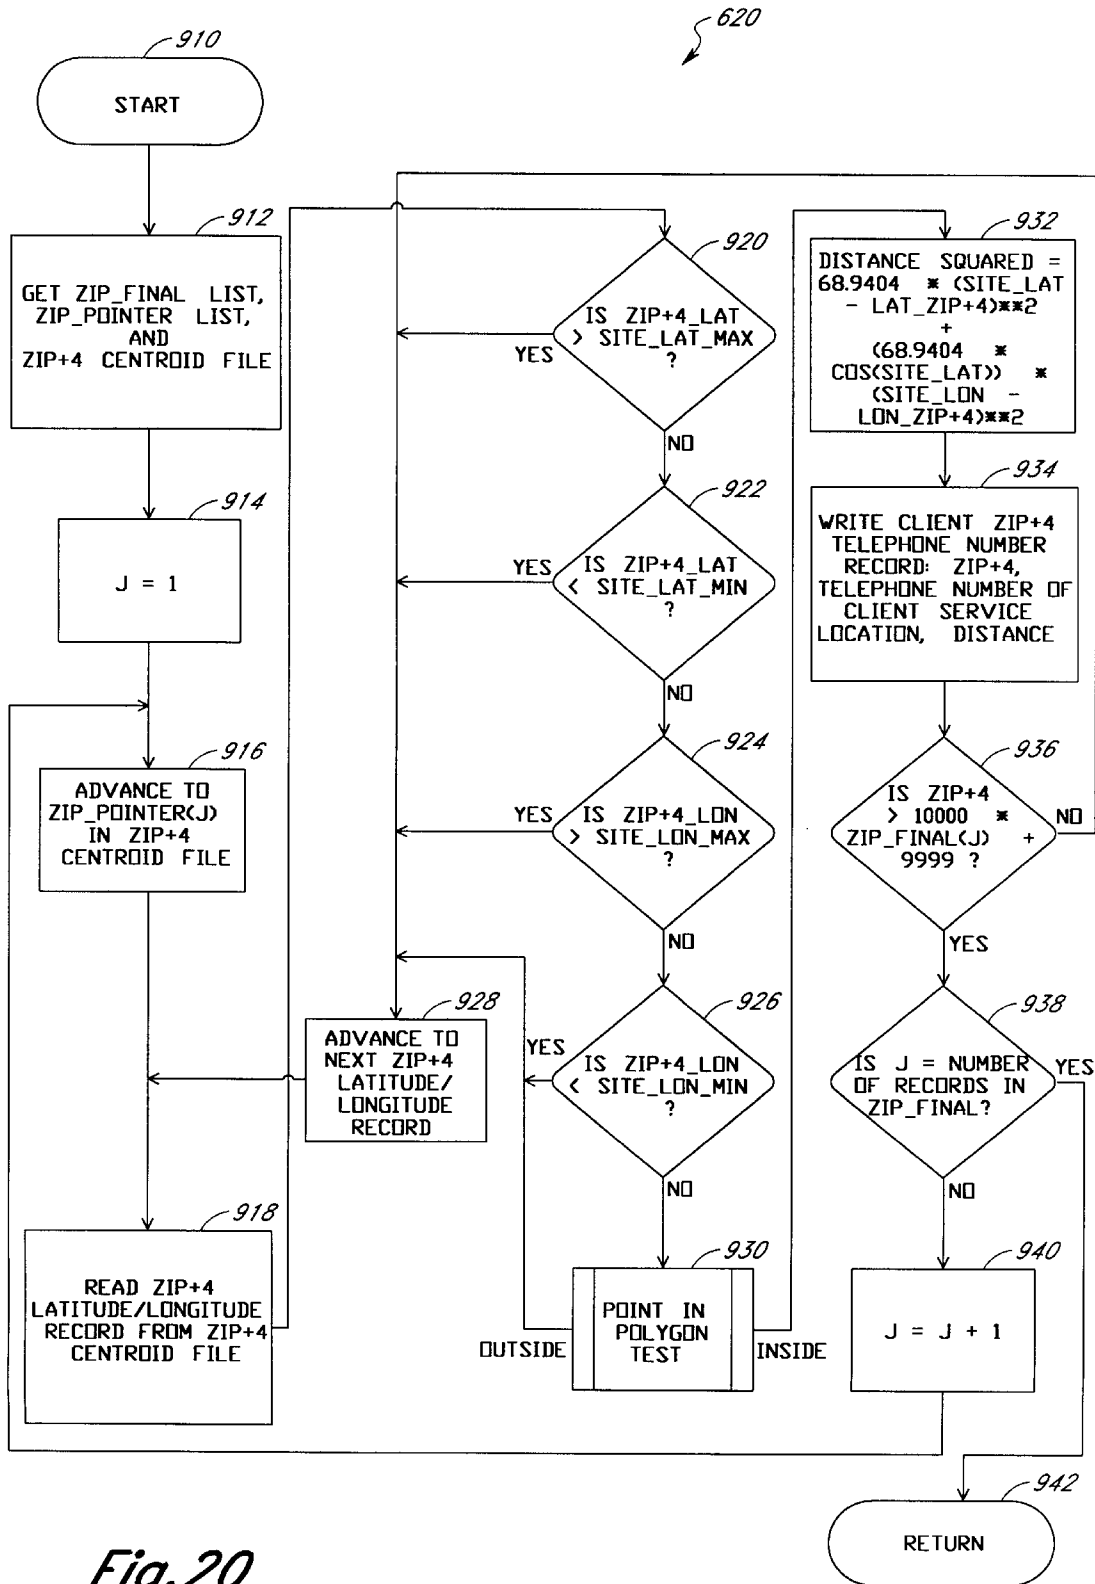 620
910
START
912
GET ZIP_FINAL LIST,
ZIP_POINTER LIST,
AND
ZIP+4 CENTROID FILE
914
J = 1
916
ADVANCE TO
ZIP_POINTER(J)
IN ZIP+4
CENTROID FILE
918
READ ZIP+4
LATITUDE/LONGITUDE
RECORD FROM ZIP+4
CENTROID FILE
920
IS ZIP+4_LAT
> SITE_LAT_MAX
?
YES
NO
922
IS ZIP+4_LAT
< SITE_LAT_MIN
?
YES
NO
924
IS ZIP+4_LON
> SITE_LON_MAX
?
YES
NO
926
IS ZIP+4_LON
< SITE_LON_MIN
?
YES
NO
928
ADVANCE TO
NEXT ZIP+4
LATITUDE/
LONGITUDE
RECORD
930
POINT IN
POLYGON
TEST
OUTSIDE
INSIDE
932
DISTANCE SQUARED =
68.9404 * (SITE_LAT
- LAT_ZIP+4)**2
+
(68.9404 *
COS(SITE_LAT)) *
(SITE_LON -
LON_ZIP+4)**2
934
WRITE CLIENT ZIP+4
TELEPHONE NUMBER
RECORD: ZIP+4,
TELEPHONE NUMBER OF
CLIENT SERVICE
LOCATION, DISTANCE
936
IS ZIP+4
> 10000 *
ZIP_FINAL(J) +
9999 ?
NO
YES
938
IS J = NUMBER
OF RECORDS IN
ZIP_FINAL?
YES
NO
940
J = J + 1
942
RETURN
Fig. 20